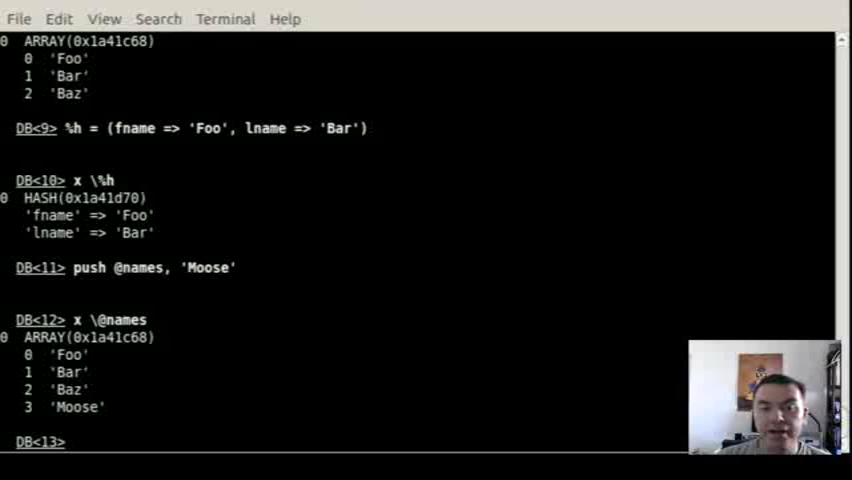 File Edit View Search Terminal Help
0 ARRAY(0x1a41c68)
0 'Foo'
1 'Bar'
2 'Baz'
DB<9> %h = (fname => 'Foo', lname => 'Bar')
DB<10> x \%h
0 HASH(0x1a41d70)
'fname' => 'Foo'
'lname' => 'Bar'
DB<11> push @names, 'Moose'
DB<12> x \@names
0 ARRAY(0x1a41c68)
0 'Foo'
1 'Bar'
2 'Baz'
3 'Moose'
DB<13>